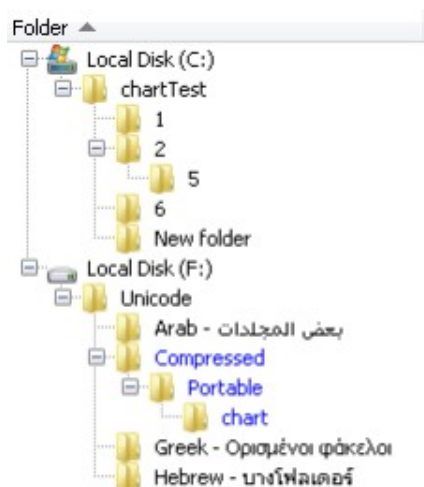 Folder
Local Disk (C:)
chartTest
1
2
5
6
New folder
Local Disk (F:)
Unicode
Arab - بعض المجلدات
Compressed
Portable
chart
Greek - Ορισμένοι φάκελοι
Hebrew - บางโฟลเดอร์